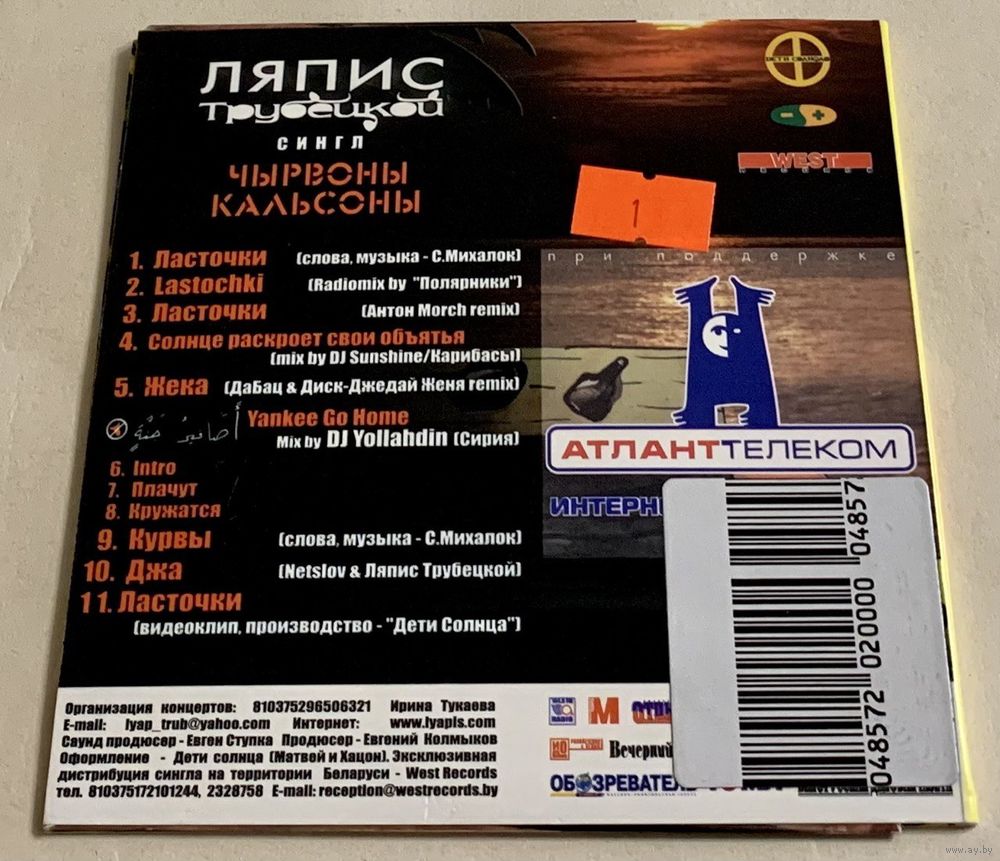 ЛЯПИС
Трубецкой
СИНГЛ
ЧЫРВОНЫ
КАЛЬСОНЫ
ДЕТИ СОЛНЦА
WEST
1
1. Ласточки (слова, музыка - С.Михалок)
2. Lastochki (Radiomix by "Полярники")
3. Ласточки (Антон Morch remix)
4. Солнце раскроет свои объятья
(mix by DJ Sunshine/Карибасы)
5. Жека (ДаБац & Диск-Джедай Женя remix)
Yankee Go Home
Mix by DJ Yollahdin (Сирия)
6. Intro
7. Плачут
8. Кружатся
9. Курвы (слова, музыка - С.Михалок)
10. Джа (Netslov & Ляпис Трубецкой)
11. Ласточки
(видеоклип, производство - "Дети Солнца")
при поддержке
АТЛАНТТЕЛЕКОМ
04857
048572 020000
Организация концертов: 810375296506321 Ирина Тукаева
E-mail: lyap_trub@yahoo.com Интернет: www.lyapis.com
Саунд продюсер - Евген Ступка Продюсер - Евгений Колмыков
Оформление - Дети солнца (Матвей и Хацон). Эксклюзивная
дистрибуция сингла на территории Беларуси - West Records
тел. 810375172101244, 2328758 E-mail: reception@westrecords.by
М
Вечерний
ОБОЗРЕВАТЕЛЬ
www.ay.by